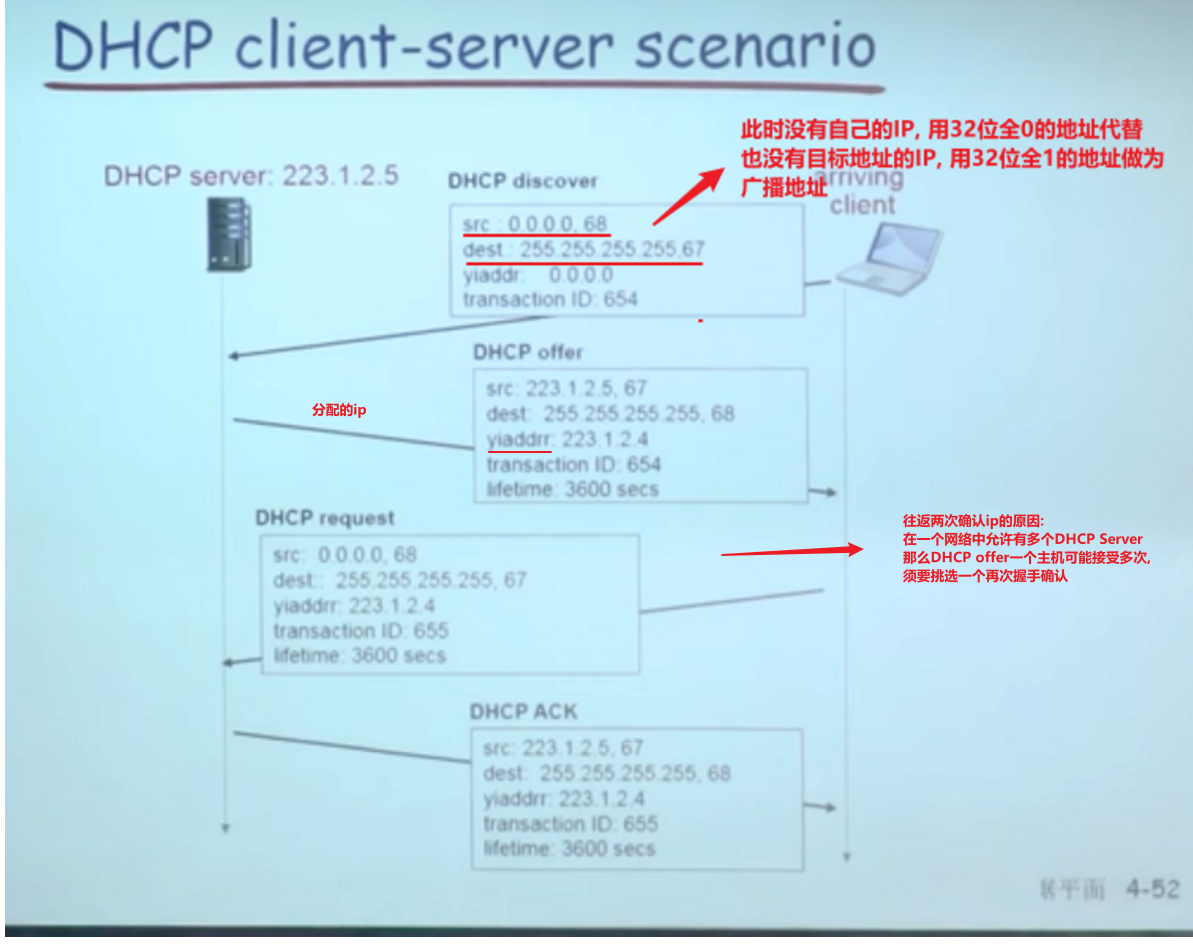 DHCP client-server scenario
此时没有自己的IP, 用32位全0的地址代替
也没有目标地址的IP, 用32位全1的地址做为
广播地址
DHCP server: 223.1.2.5
arriving
client
DHCP discover
src : 0.0.0.0, 68
dest.: 255.255.255.255,67
yiaddr: 0.0.0.0
transaction ID: 654
DHCP offer
src: 223.1.2.5, 67
dest: 255.255.255.255, 68
yiaddrr: 223.1.2.4
transaction ID: 654
lifetime: 3600 secs
分配的ip
DHCP request
src: 0.0.0.0, 68
dest:: 255.255.255.255, 67
yiaddrr: 223.1.2.4
transaction ID: 655
lifetime: 3600 secs
往返两次确认ip的原因:
在一个网络中允许有多个DHCP Server
那么DHCP offer一个主机可能接受多次,
须要挑选一个再次握手确认
DHCP ACK
src: 223.1.2.5, 67
dest: 255.255.255.255, 68
yiaddrr: 223.1.2.4
transaction ID: 655
lifetime: 3600 secs
平面 4-52